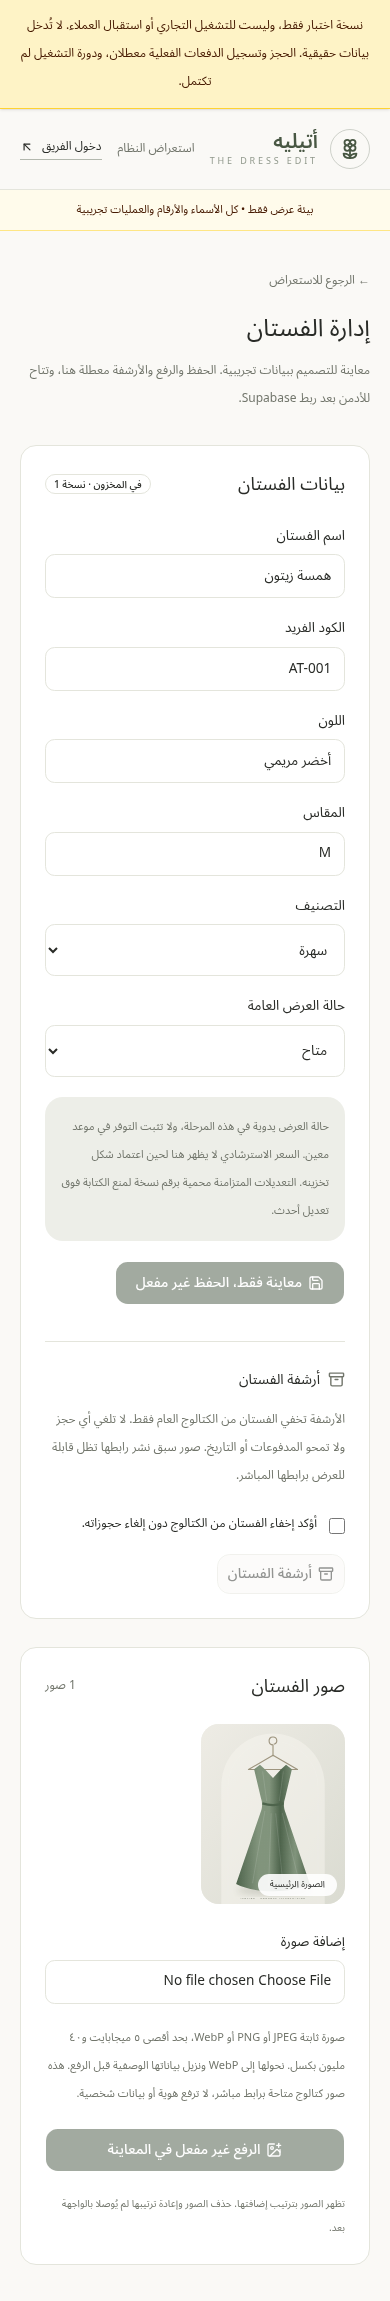 نسخة اختبار فقط، وليست للتشغيل التجاري أو استقبال العملاء. لا تُدخل
بيانات حقيقية. الحجز وتسجيل الدفعات الفعلية معطلان، ودورة التشغيل لم
تكتمل.
أتيليه
THE DRESS EDIT
استعراض النظام
دخول الفريق
بيئة عرض فقط • كل الأسماء والأرقام والعمليات تجريبية
← الرجوع للاستعراض
إدارة الفستان
معاينة للتصميم ببيانات تجريبية. الحفظ والرفع والأرشفة معطلة هنا، وتتاح
للأدمن بعد ربط Supabase.
بيانات الفستان
في المخزون · نسخة 1
اسم الفستان
همسة زيتون
الكود الفريد
AT-001
اللون
أخضر مريمي
المقاس
M
التصنيف
سهرة
حالة العرض العامة
متاح
حالة العرض يدوية في هذه المرحلة، ولا تثبت التوفر في موعد
معين. السعر الاسترشادي لا يظهر هنا لحين اعتماد شكل
تخزينه. التعديلات المتزامنة محمية برقم نسخة لمنع الكتابة فوق
تعديل أحدث.
معاينة فقط، الحفظ غير مفعل
أرشفة الفستان
الأرشفة تخفي الفستان من الكتالوج العام فقط. لا تلغي أي حجز
ولا تمحو المدفوعات أو التاريخ. صور سبق نشر رابطها تظل قابلة
للعرض برابطها المباشر.
أؤكد إخفاء الفستان من الكتالوج دون إلغاء حجوزاته.
أرشفة الفستان
صور الفستان
1 صور
الصورة الرئيسية
إضافة صورة
No file chosen Choose File
صورة ثابتة JPEG أو PNG أو WebP، بحد أقصى ٥ ميجابايت و٤٠
مليون بكسل. نحولها إلى WebP ونزيل بياناتها الوصفية قبل الرفع. هذه
صور كتالوج متاحة برابط مباشر، لا ترفع هوية أو بيانات شخصية.
الرفع غير مفعل في المعاينة
تظهر الصور بترتيب إضافتها. حذف الصور وإعادة ترتيبها لم يُوصلا بالواجهة
بعد.